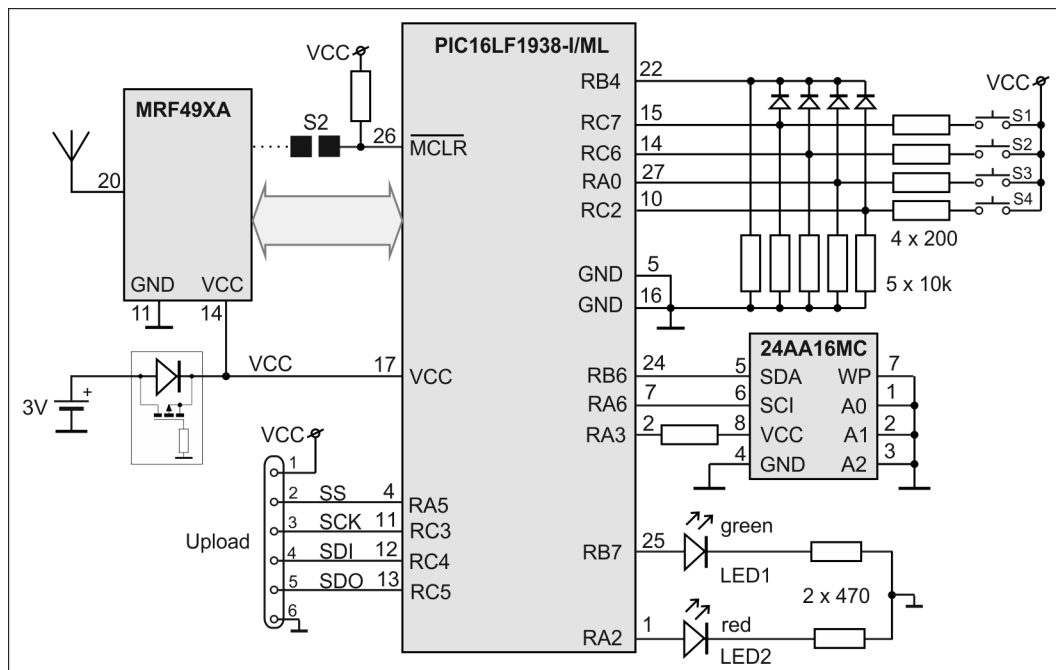 PIC16LF1938-I/ML
MRF49XA
20
GND
VCC
11
14
VCC
S2
26
MCLR
3V
+
VCC
17
VCC
VCC
Upload
1
2
SS
4
RA5
3
SCK
11
RC3
4
SDI
12
RC4
5
SDO
13
RC5
6
RB4
22
RC7
15
RC6
14
RA0
27
RC2
10
VCC
S1
S2
S3
S4
4 x 200
5 x 10k
GND
5
GND
16
24AA16MC
RB6
24
5
SDA
WP
7
RA6
7
6
SCI
A0
1
RA3
2
8
VCC
A1
2
4
GND
A2
3
RB7
25
green
LED1
2 x 470
RA2
1
red
LED2